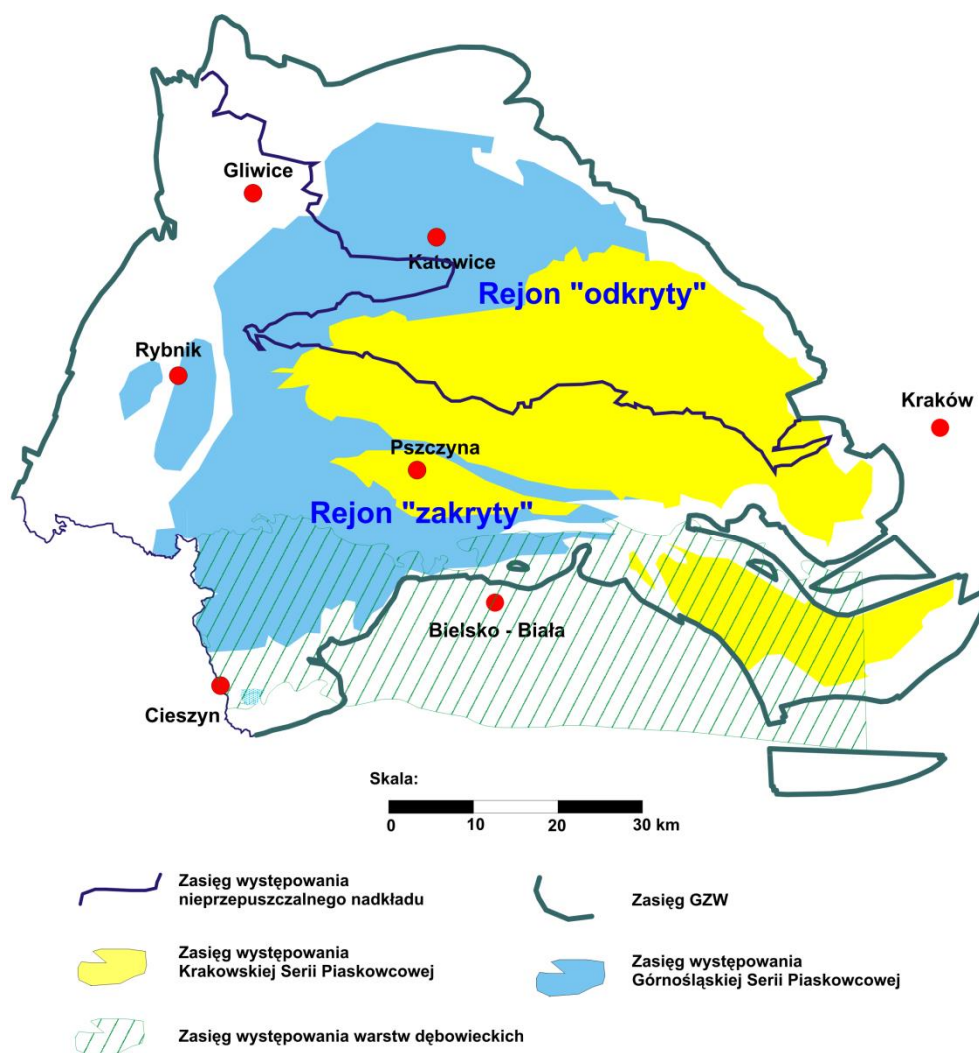 Gliwice
Katowice
Rejon "odkryty"
Rybnik
Kraków
Pszczyna
Rejon "zakryty"
Bielsko - Biała
Cieszyn
Skala:
0 10 20 30 km
Zasięg występowania
nieprzepuszczalnego nadkładu
Zasięg GZW
Zasięg występowania
Krakowskiej Serii Piaskowcowej
Zasięg występowania
Górnośląskiej Serii Piaskowcowej
Zasięg występowania warstw dębowieckich